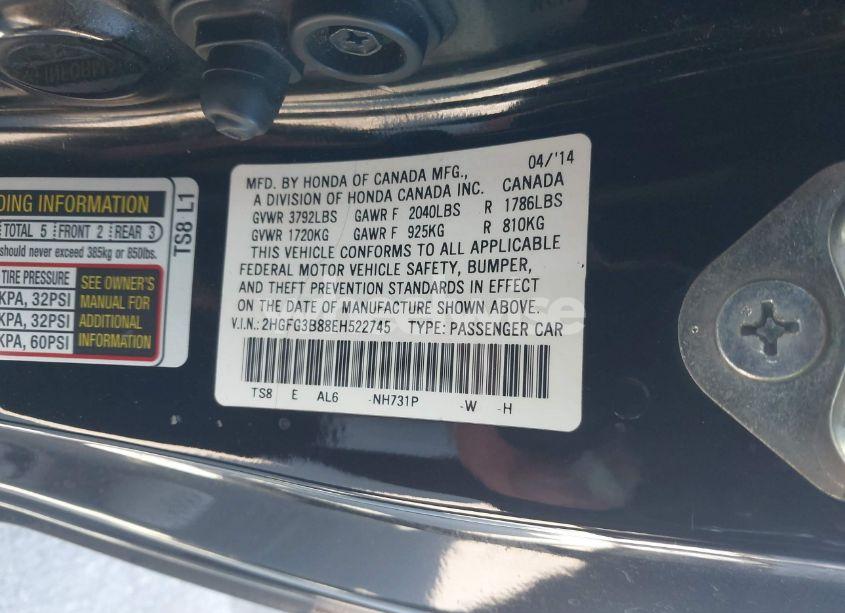 DING INFORMATION
TOTAL 5 FRONT 2 REAR 3
should never exceed 385kg or 850lbs.
TIRE PRESSURE
KPA, 32PSI
KPA, 32PSI
KPA, 60PSI
SEE OWNER'S
MANUAL FOR
ADDITIONAL
INFORMATION
TS8 L1
04/'14
MFD. BY HONDA OF CANADA MFG.,
A DIVISION OF HONDA CANADA INC. CANADA
GVWR 3792LBS GAWR F 2040LBS R 1786LBS
GVWR 1720KG GAWR F 925KG R 810KG
THIS VEHICLE CONFORMS TO ALL APPLICABLE
FEDERAL MOTOR VEHICLE SAFETY, BUMPER,
AND THEFT PREVENTION STANDARDS IN EFFECT
ON THE DATE OF MANUFACTURE SHOWN ABOVE.
V.I.N.: 2HGFG3B88EH522745 TYPE: PASSENGER CAR
TS8 E AL6 -NH731P -W -H